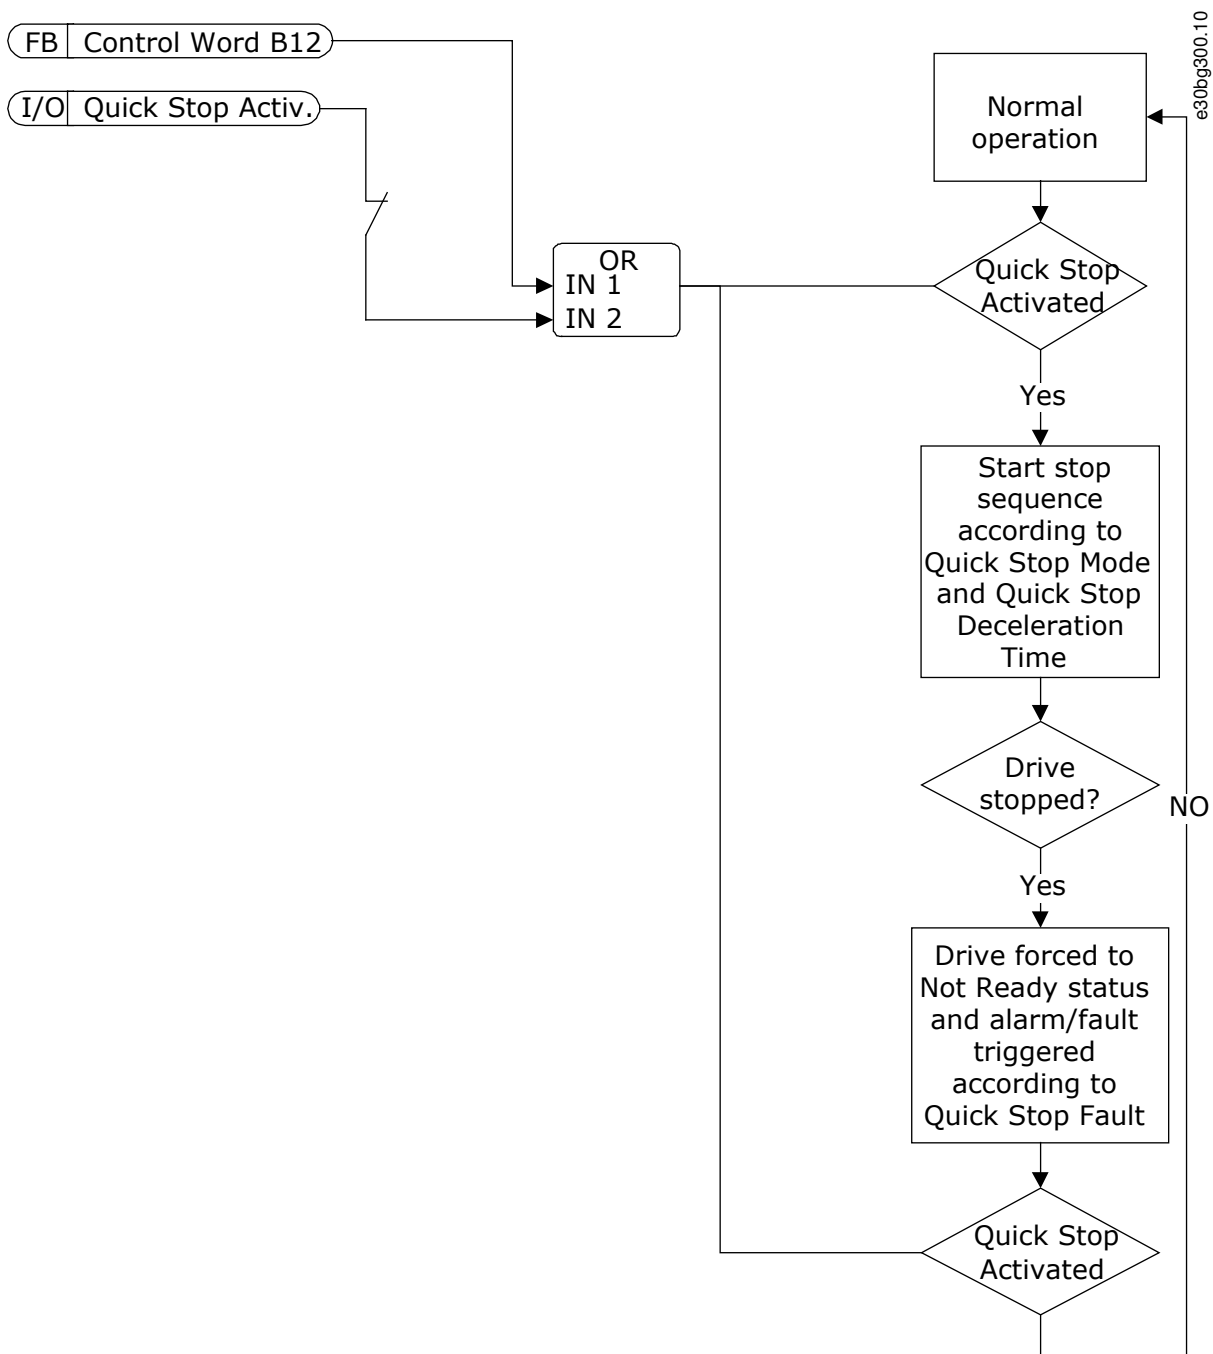 FB Control Word B12
I/O Quick Stop Activ.
OR
IN 1
IN 2
e30bg300.10
Normal
operation
Quick Stop
Activated
Yes
Start stop
sequence
according to
Quick Stop Mode
and Quick Stop
Deceleration
Time
Drive
stopped?
NO
Yes
Drive forced to
Not Ready status
and alarm/fault
triggered
according to
Quick Stop Fault
Quick Stop
Activated